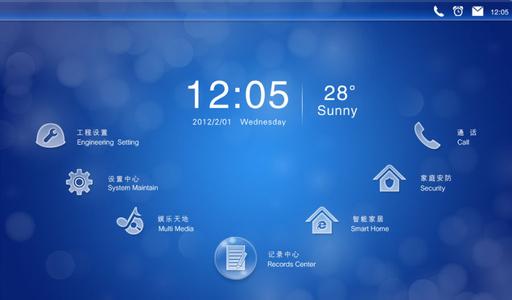 12:05
12:05
28°
2012/2/01 Wednesday
Sunny
工程设置
Engineering Setting
通 话
Call
设置中心
System Maintain
家庭安防
Security
娱乐天地
Multi Media
智能家居
Smart Home
记录中心
Records Center